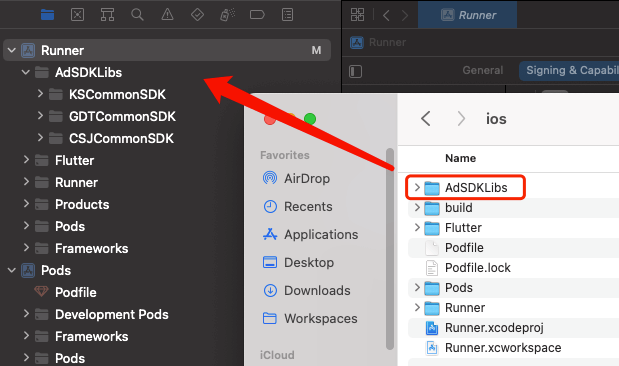 Runner
M
AdSDKLibs
KSCommonSDK
GDTCommonSDK
CSJCommonSDK
Flutter
Runner
Products
Pods
Frameworks
Pods
Podfile
Development Pods
Frameworks
Pods
Runner
Runner
General
Signing & Capabil
Favorites
AirDrop
Recents
Applications
Desktop
Downloads
Workspaces
iCloud
ios
Name
AdSDKLibs
build
Flutter
Podfile
Podfile.lock
Pods
Runner
Runner.xcodeproj
Runner.xcworkspace